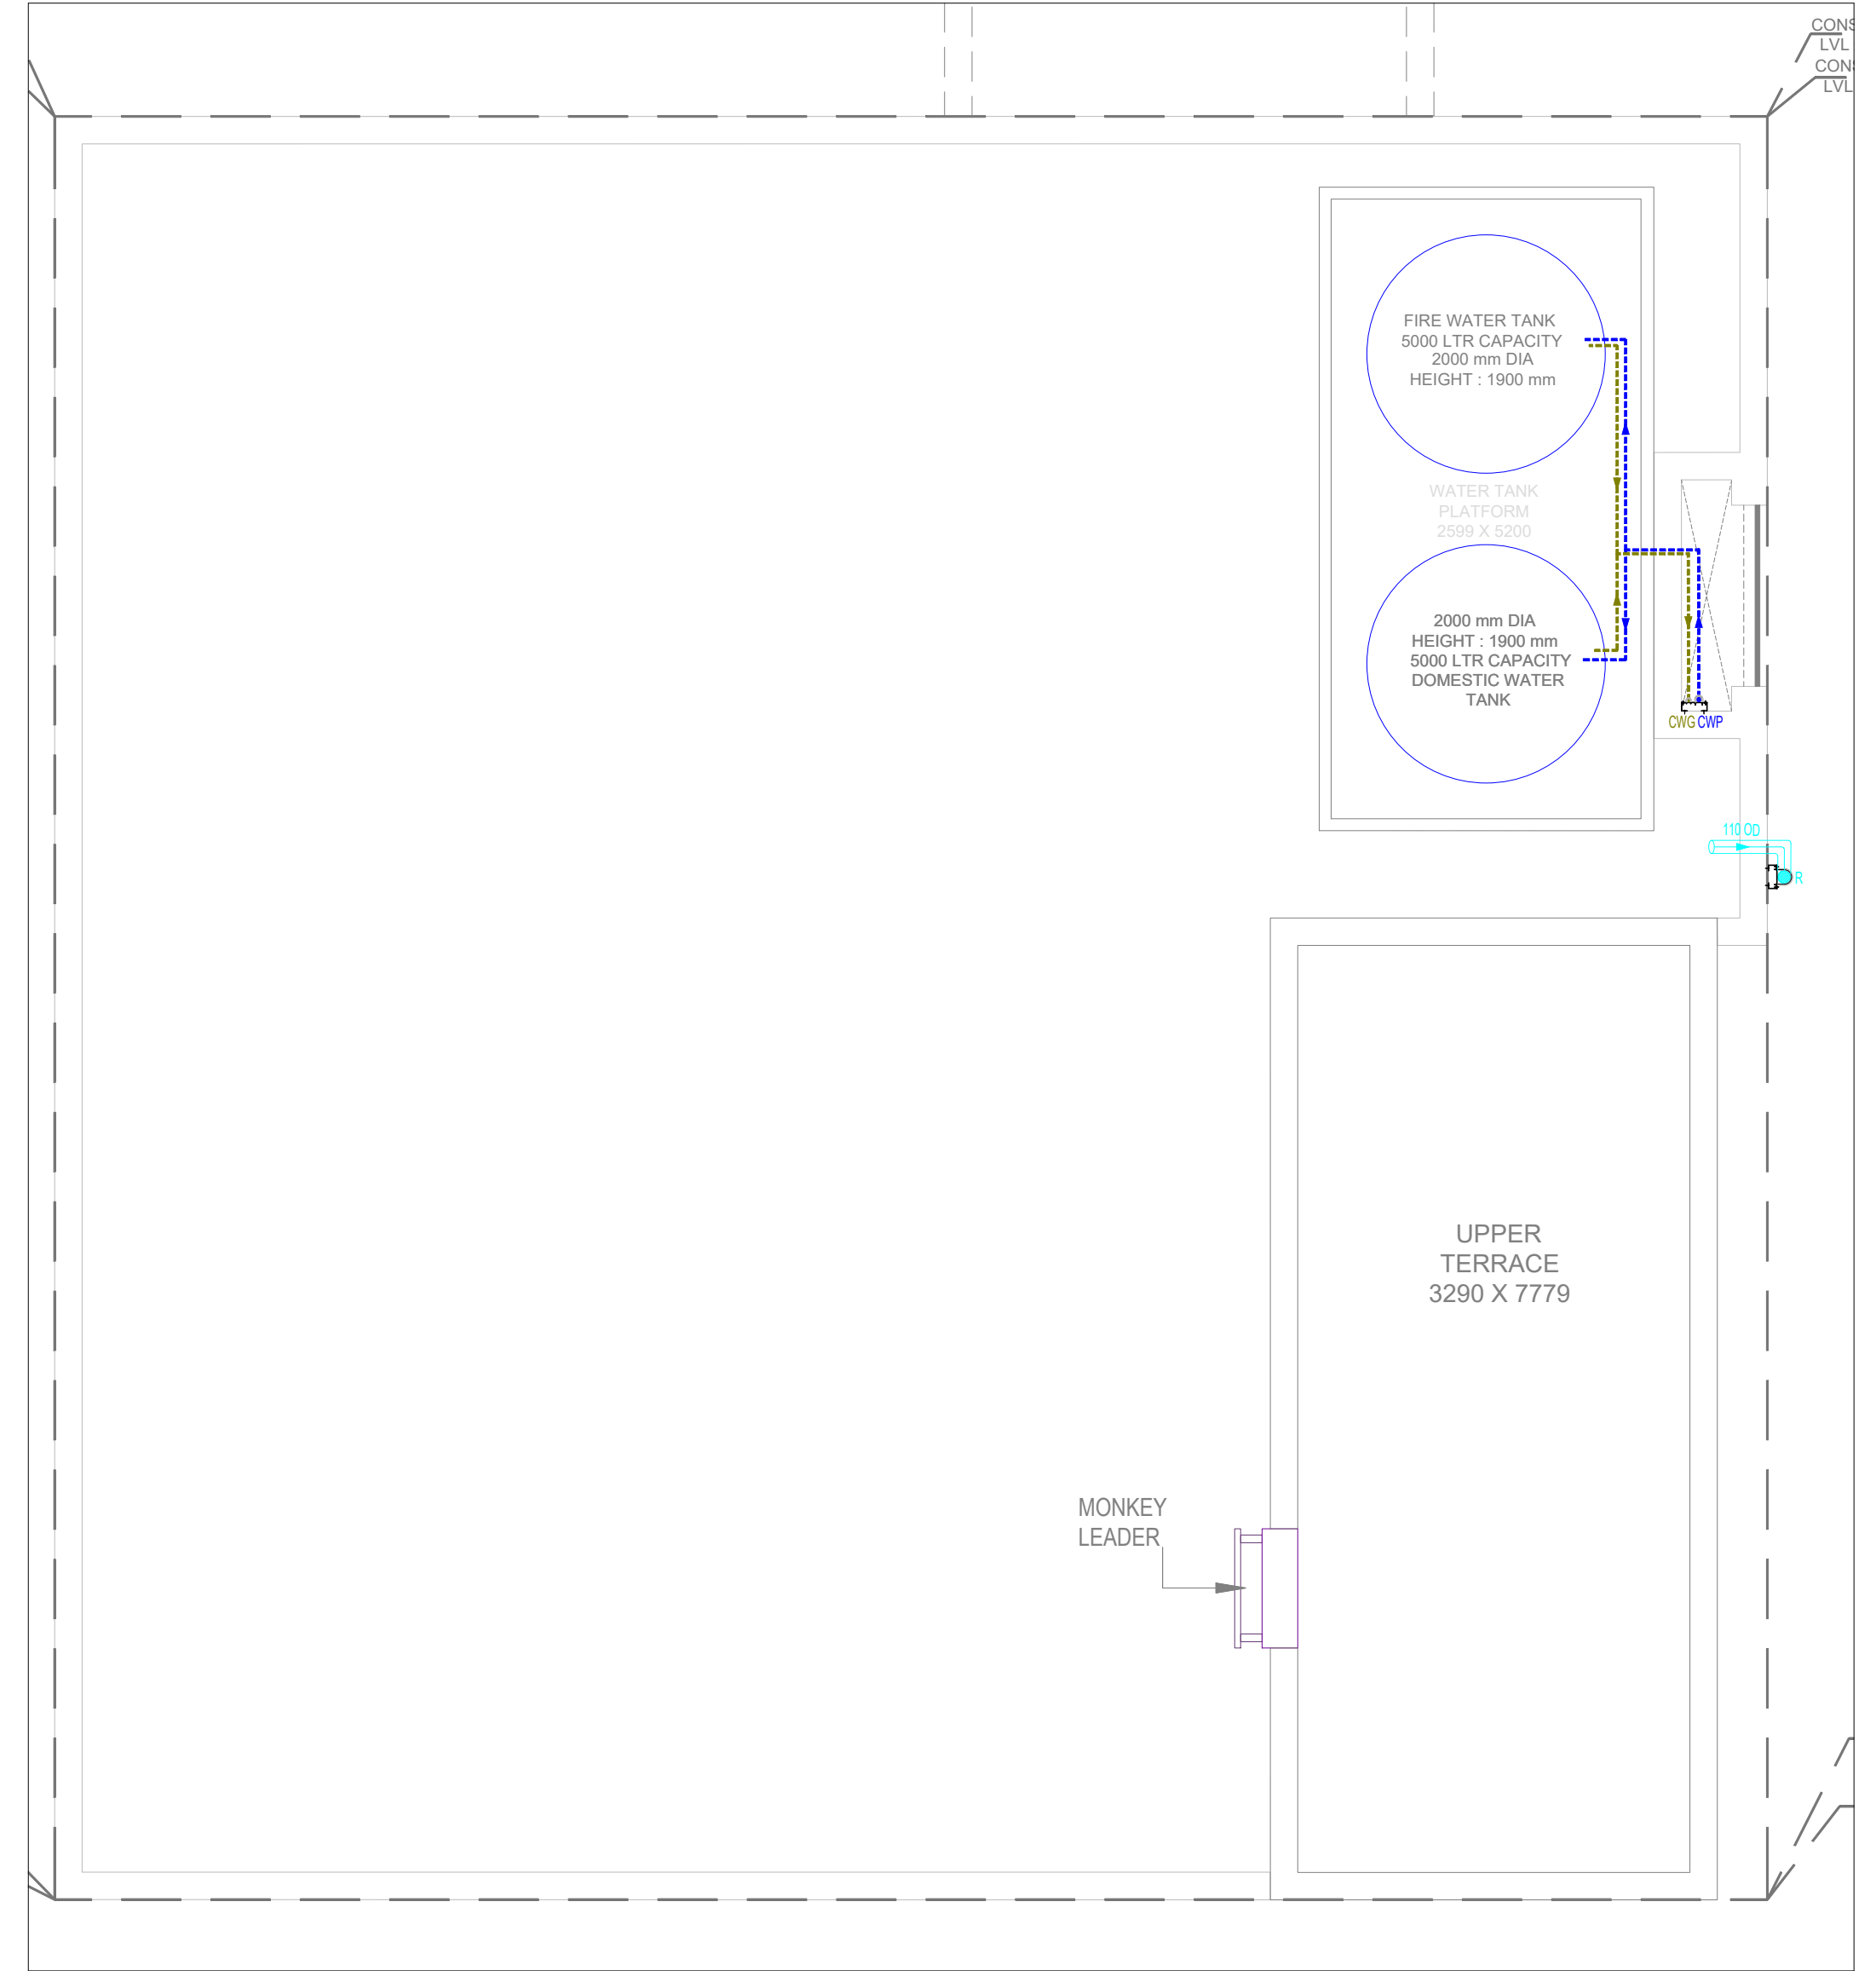 CONS
LVL
CONS
LVL
FIRE WATER TANK
5000 LTR CAPACITY
2000 mm DIA
HEIGHT : 1900 mm
WATER TANK
PLATFORM
2599 X 5200
2000 mm DIA
HEIGHT : 1900 mm
5000 LTR CAPACITY
DOMESTIC WATER
TANK
CWG CWP
110 OD
R
UPPER
TERRACE
3290 X 7779
MONKEY
LEADER